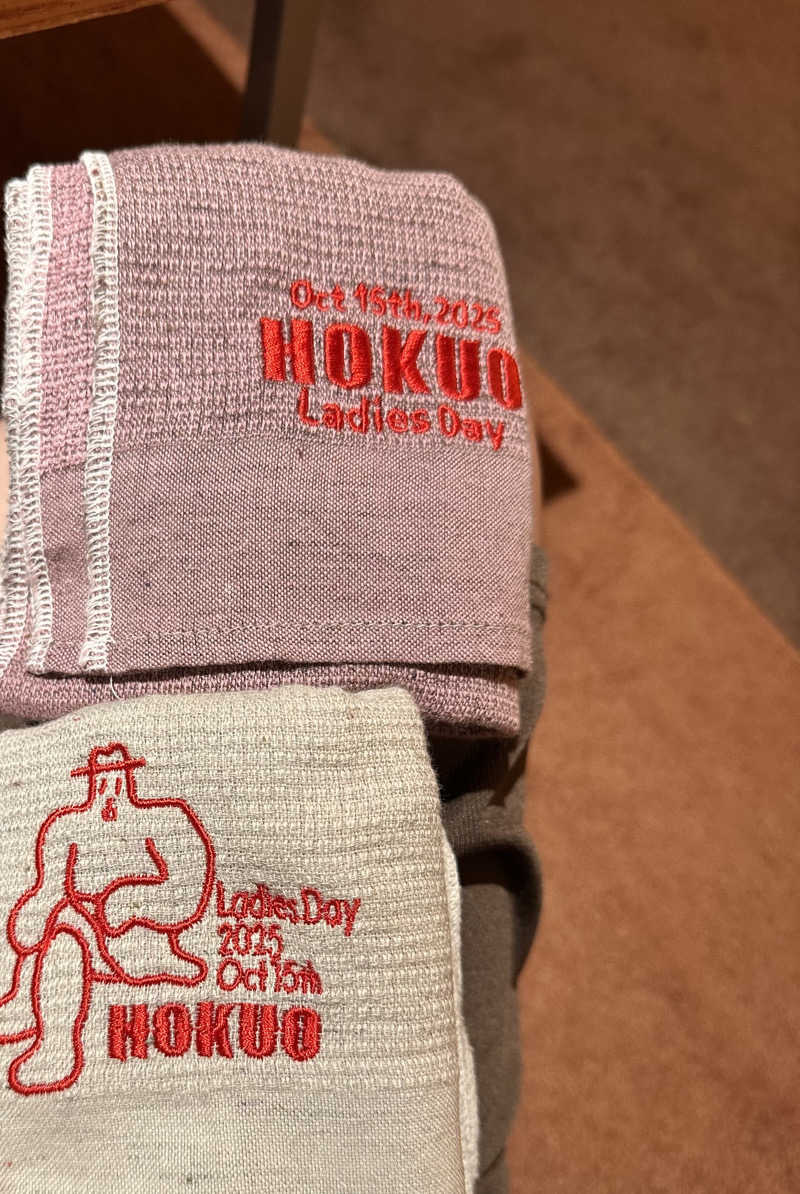 Oct 15th, 2025
HOKUO
Ladies Day
Ladies Day
2025
Oct 15th
HOKUO